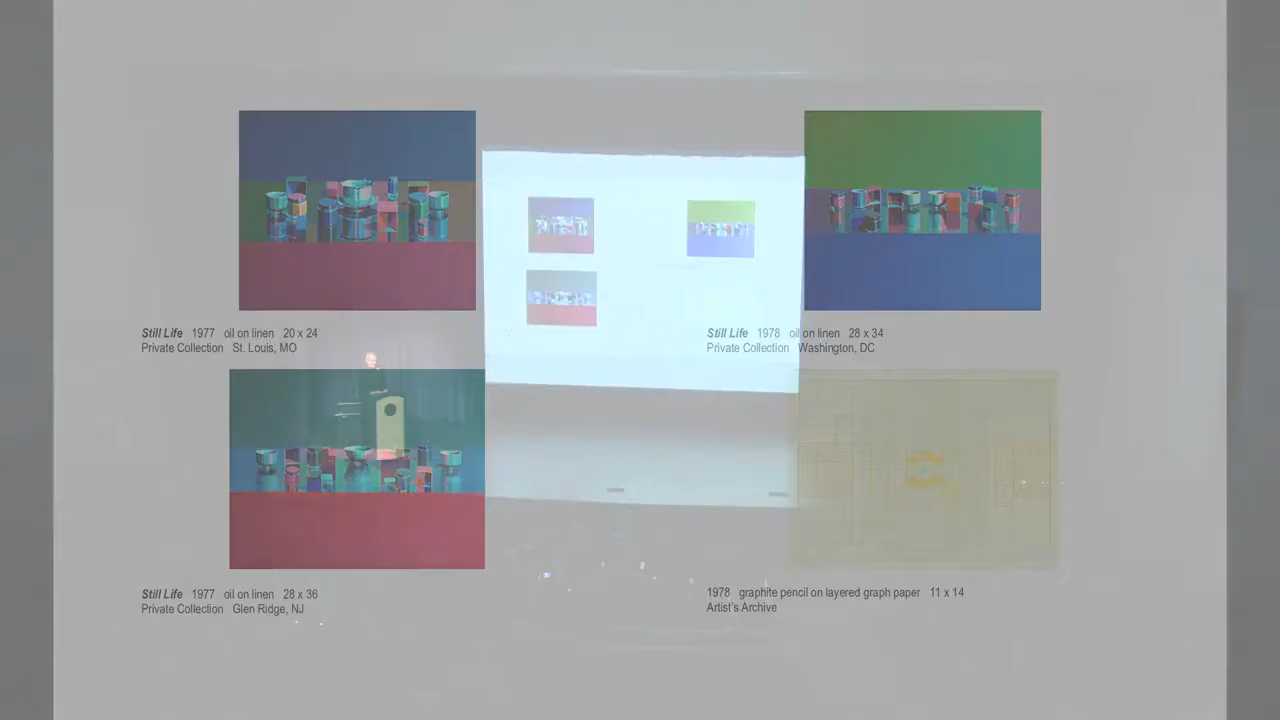 Still Life 1977 oil on linen 20 x 24
Private Collection St. Louis, MO
Still Life 1978 oil on linen 28 x 34
Private Collection Washington, DC
Still Life 1977 oil on linen 28 x 36
Private Collection Glen Ridge, NJ
1978 graphite pencil on layered graph paper 11 x 14
Artist's Archive